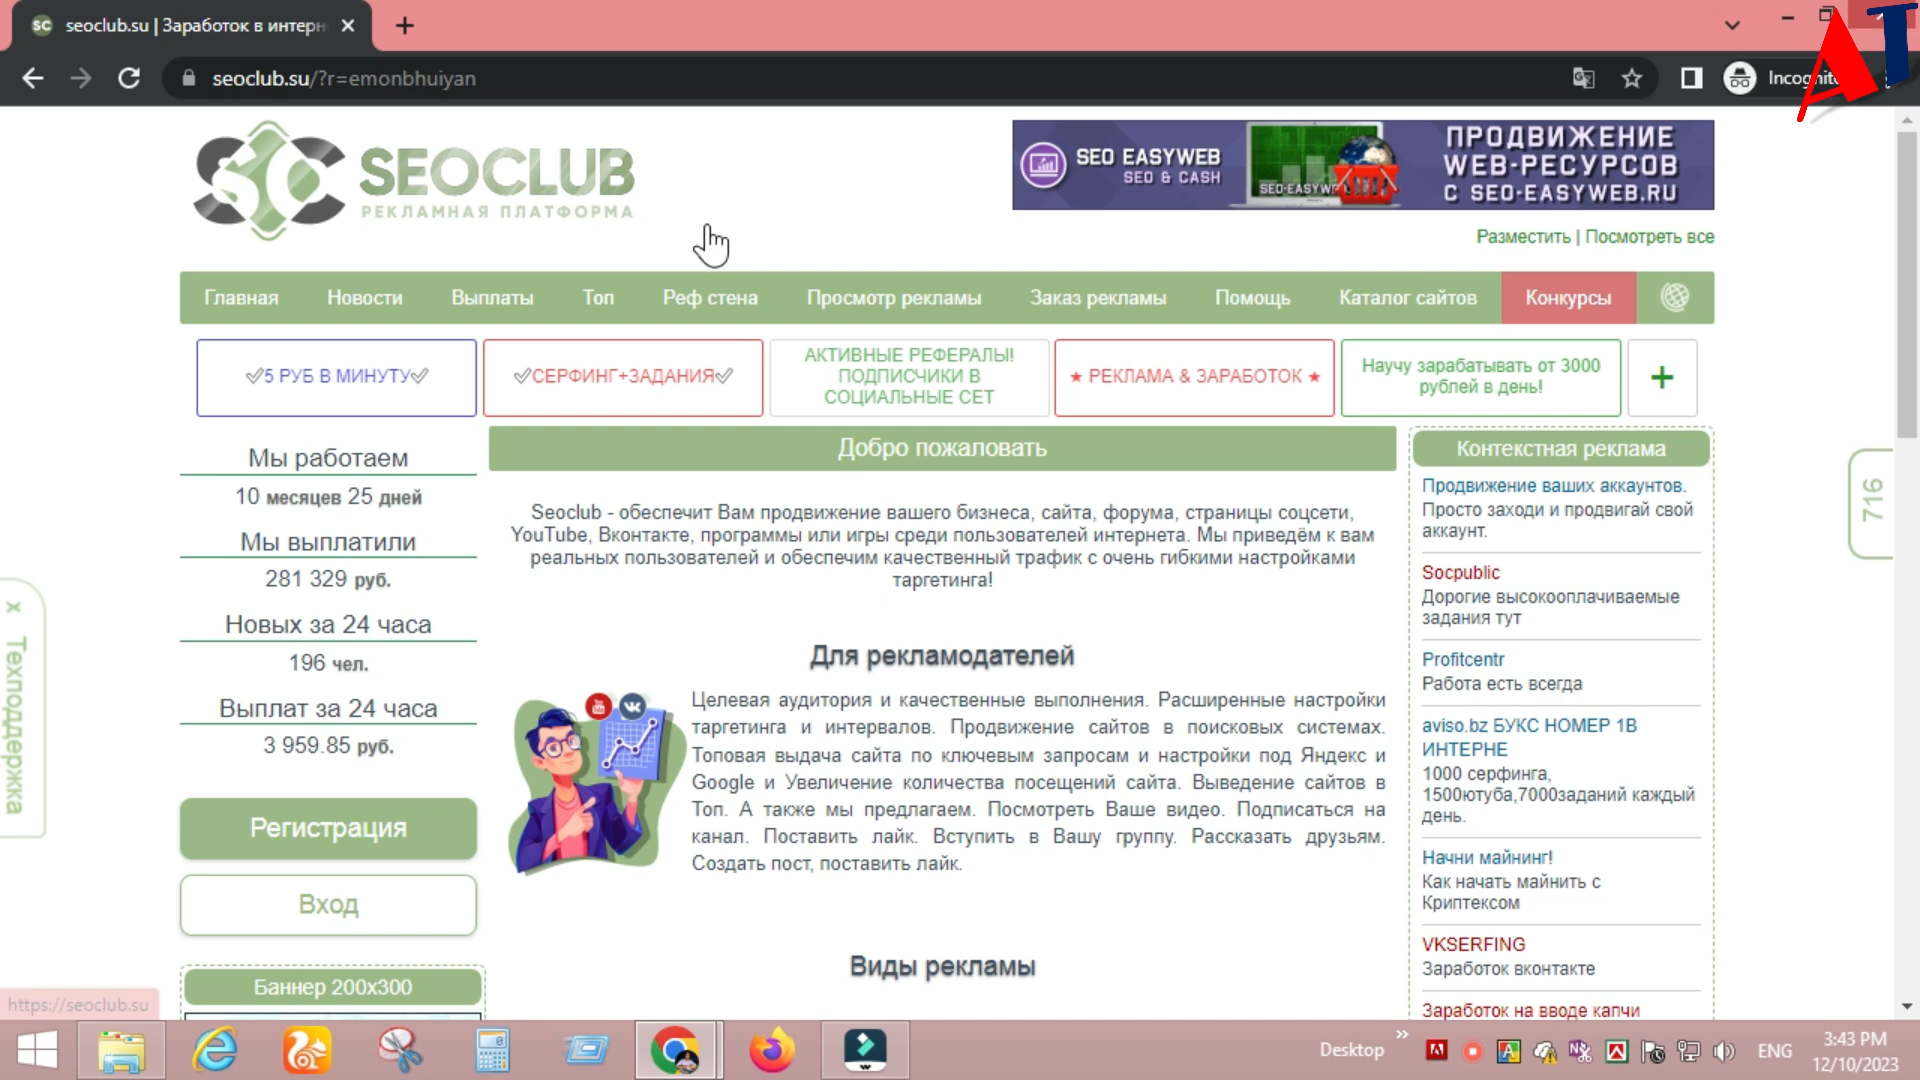 seoclub.su | Заработок в интерн
seoclub.su/?r=emonbhuiyan
Incognito
AT
SC SEOCLUB
РЕКЛАМНАЯ ПЛАТФОРМА
SEO EASYWEB
SEO & CASH
ПРОДВИЖЕНИЕ
WEB-РЕСУРСОВ
С SEO-EASYWEB.RU
Разместить | Посмотреть все
Главная Новости Выплаты Топ Реф стена Просмотр рекламы Заказ рекламы Помощь Каталог сайтов Конкурсы
✅5 РУБ В МИНУТУ✅
✅СЕРФИНГ+ЗАДАНИЯ✅
АКТИВНЫЕ РЕФЕРАЛЫ!
ПОДПИСЧИКИ В
СОЦИАЛЬНЫЕ СЕТ
★ РЕКЛАМА & ЗАРАБОТОК ★
Научу зарабатывать от 3000
рублей в день!
+
Мы работаем
10 месяцев 25 дней
Мы выплатили
281 329 руб.
Новых за 24 часа
196 чел.
Выплат за 24 часа
3 959.85 руб.
Регистрация
Вход
Баннер 200x300
Добро пожаловать
Seoclub - обеспечит Вам продвижение вашего бизнеса, сайта, форума, страницы соцсети,
YouTube, Вконтакте, программы или игры среди пользователей интернета. Мы приведём к вам
реальных пользователей и обеспечим качественный трафик с очень гибкими настройками
таргетинга!
Для рекламодателей
Целевая аудитория и качественные выполнения. Расширенные настройки
таргетинга и интервалов. Продвижение сайтов в поисковых системах.
Топовая выдача сайта по ключевым запросам и настройки под Яндекс и
Google и Увеличение количества посещений сайта. Выведение сайтов в
Топ. А также мы предлагаем. Посмотреть Ваше видео. Подписаться на
канал. Поставить лайк. Вступить в Вашу группу. Рассказать друзьям.
Создать пост, поставить лайк.
Виды рекламы
Контекстная реклама
Продвижение ваших аккаунтов.
Просто заходи и продвигай свой
аккаунт.
Socpublic
Дорогие высокооплачиваемые
задания тут
Profitcentr
Работа есть всегда
aviso.bz БУКС НОМЕР 1В
ИНТЕРНЕ
1000 серфинга,
1500ютуба,7000заданий каждый
день.
Начни майнинг!
Как начать майнить с
Криптексом
VKSERFING
Заработок вконтакте
Заработок на вводе капчи
716
x Техподдержка
https://seoclub.su
Desktop
ENG
3:43 PM
12/10/2023